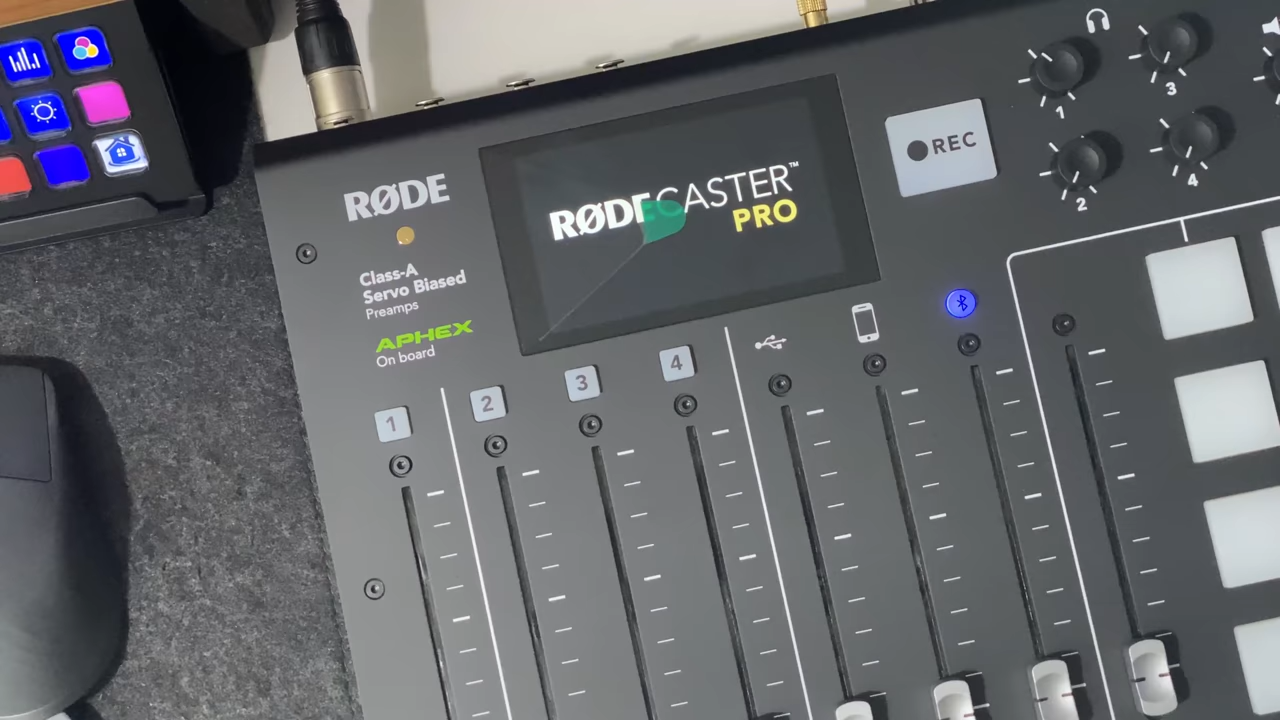 RØDE
Class-A
Servo Biased
Preamps
APHEX
On board
RØDECASTER™
PRO
REC
1
2
3
4
1
2
3
4